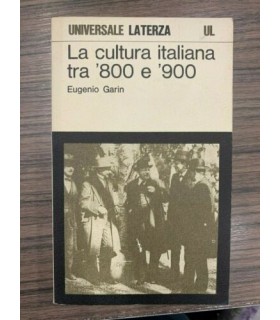 UNIVERSALE LATERZA UL
La cultura italiana
tra '800 e '900
Eugenio Garin